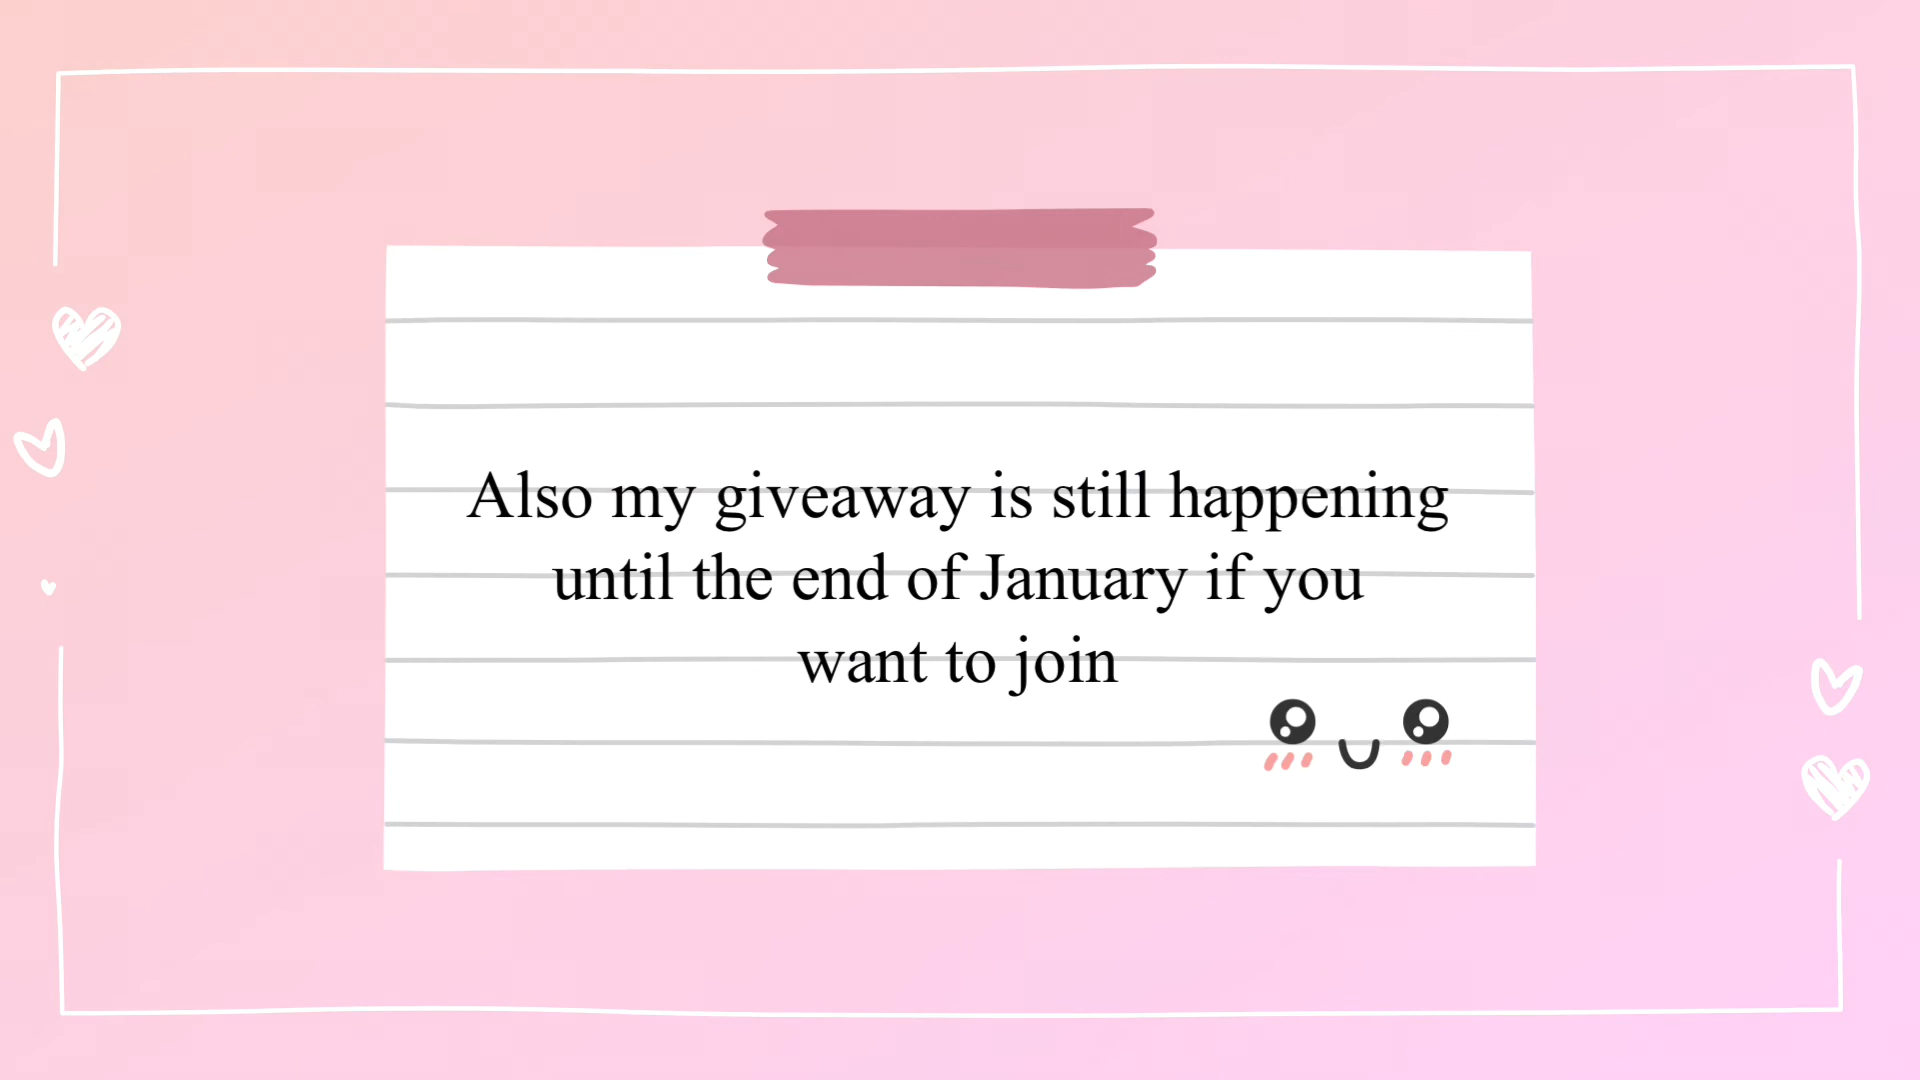 Also my giveaway is still happening
until the end of January if you
want to join